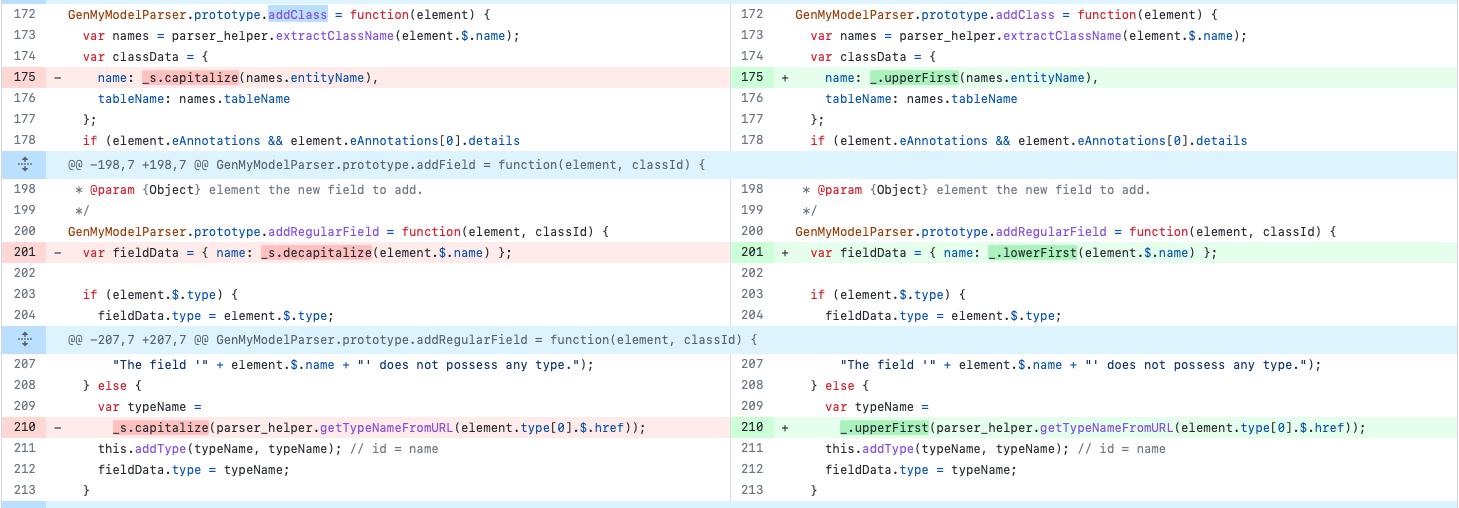 172 GenMyModelParser.prototype.addClass = function(element) { 172 GenMyModelParser.prototype.addClass = function(element) {
173 var names = parser_helper.extractClassName(element.$.name); 173 var names = parser_helper.extractClassName(element.$.name);
174 var classData = { 174 var classData = {
175 - name: _s.capitalize(names.entityName), 175 + name: _.upperFirst(names.entityName),
176 tableName: names.tableName 176 tableName: names.tableName
177 }; 177 };
178 if (element.eAnnotations && element.eAnnotations[0].details 178 if (element.eAnnotations && element.eAnnotations[0].details
@@ -198,7 +198,7 @@ GenMyModelParser.prototype.addField = function(element, classId) {
198 * @param {Object} element the new field to add. 198 * @param {Object} element the new field to add.
199 */ 199 */
200 GenMyModelParser.prototype.addRegularField = function(element, classId) { 200 GenMyModelParser.prototype.addRegularField = function(element, classId) {
201 - var fieldData = { name: _s.decapitalize(element.$.name) }; 201 + var fieldData = { name: _.lowerFirst(element.$.name) };
202 202
203 if (element.$.type) { 203 if (element.$.type) {
204 fieldData.type = element.$.type; 204 fieldData.type = element.$.type;
@@ -207,7 +207,7 @@ GenMyModelParser.prototype.addRegularField = function(element, classId) {
207 "The field '" + element.$.name + "' does not possess any type."); 207 "The field '" + element.$.name + "' does not possess any type.");
208 } else { 208 } else {
209 var typeName = 209 var typeName =
210 - _s.capitalize(parser_helper.getTypeNameFromURL(element.type[0].$.href)); 210 + _.upperFirst(parser_helper.getTypeNameFromURL(element.type[0].$.href));
211 this.addType(typeName, typeName); // id = name 211 this.addType(typeName, typeName); // id = name
212 fieldData.type = typeName; 212 fieldData.type = typeName;
213 } 213 }